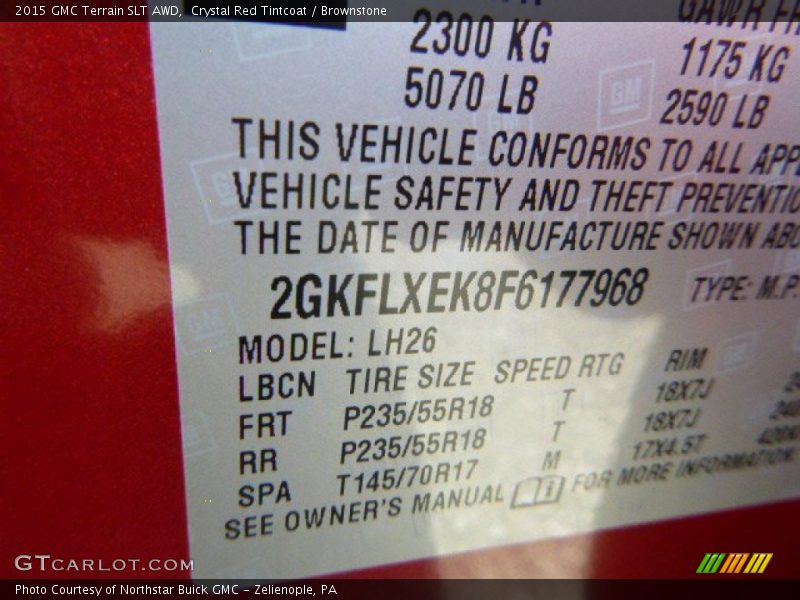 2015 GMC Terrain SLT AWD, Crystal Red Tintcoat / Brownstone
2300 KG 1175 KG
5070 LB 2590 LB
THIS VEHICLE CONFORMS TO ALL
VEHICLE SAFETY AND THEFT
THE DATE OF MANUFACTURE SHOWN
2GKFLXEK8F6177968 TYPE: M.P.
MODEL: LH26
LBCN TIRE SIZE SPEED RTG RIM
FRT P235/55R18 T 18X7J
RR P235/55R18 T 18X7J
SPA T145/70R17 M 17X4.5T
SEE OWNER'S MANUAL FOR MORE INFORMATION
GM
GTCARLOT.COM
Photo Courtesy of Northstar Buick GMC - Zelienople, PA